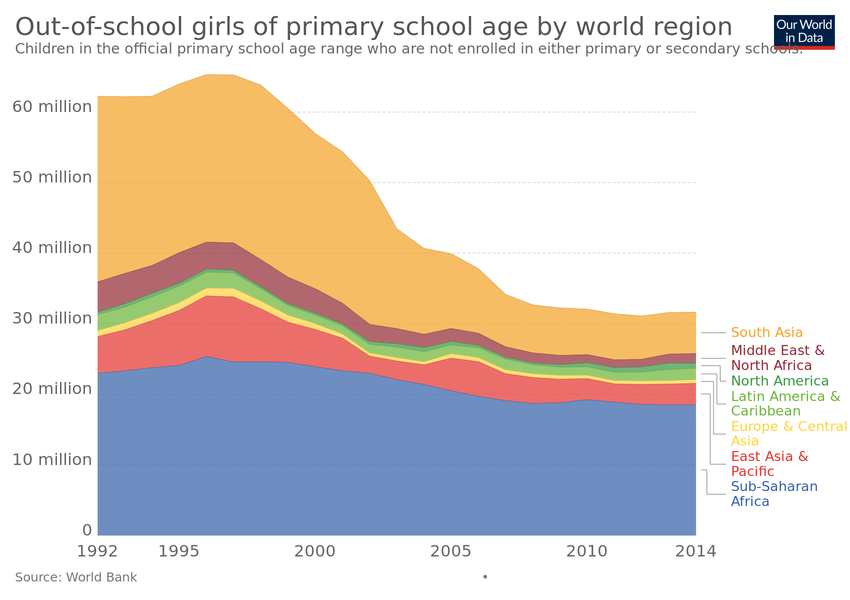 Out-of-school girls of primary school age by world region
Our World
in Data
Children in the official primary school age range who are not enrolled in either primary or secondary schools.
60 million
50 million
40 million
30 million
20 million
10 million
0
1992
1995
2000
2005
2010
2014
South Asia
Middle East &
North Africa
North America
Latin America &
Caribbean
Europe & Central
Asia
East Asia &
Pacific
Sub-Saharan
Africa
Source: World Bank